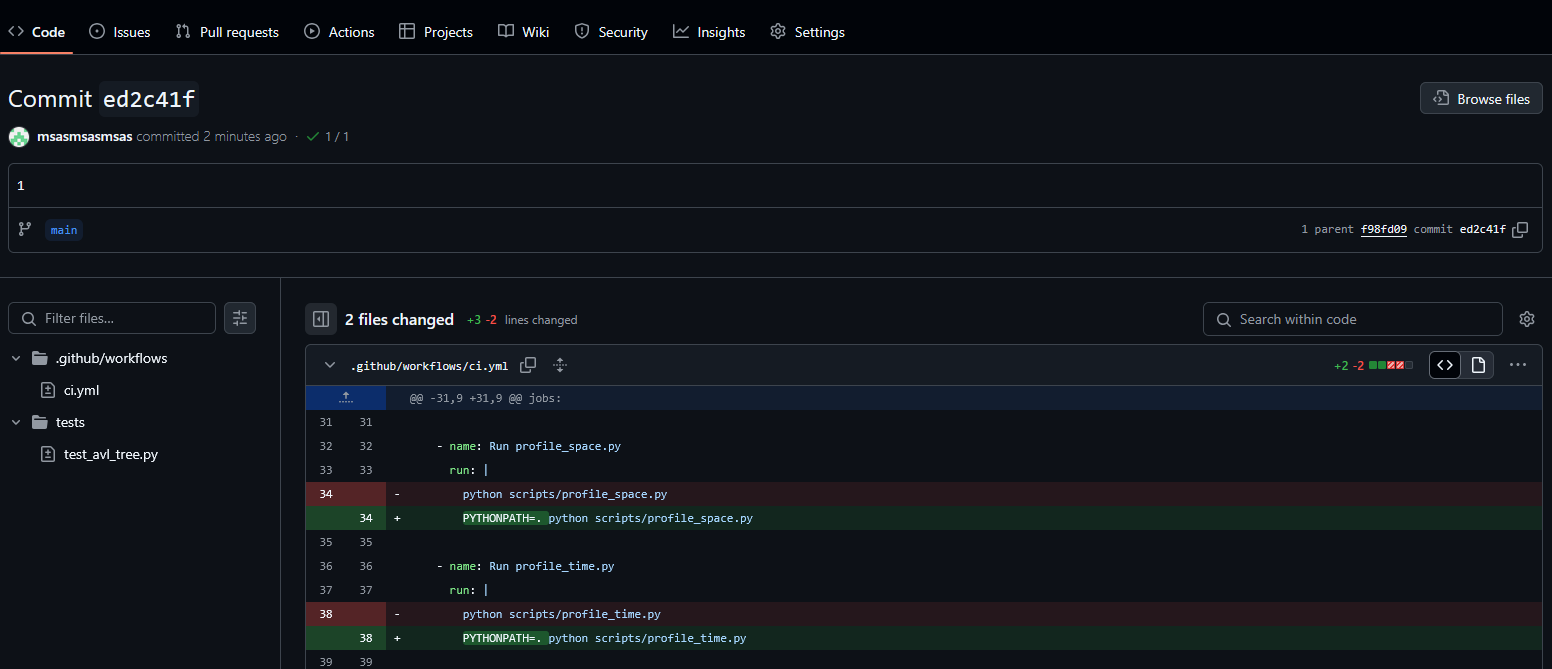 Code Issues Pull requests Actions Projects Wiki Security Insights Settings
Commit ed2c41f
Browse files
msasmsasmsas committed 2 minutes ago · 1 / 1
1
main
1 parent f98fd09 commit ed2c41f
Filter files...
.github/workflows
ci.yml
tests
test_avl_tree.py
2 files changed +3 -2 lines changed
Search within code
.github/workflows/ci.yml
+2 -2
@@ -31,9 +31,9 @@ jobs:
31 31
32 32 - name: Run profile_space.py
33 33 run: |
34 - python scripts/profile_space.py
34 + PYTHONPATH=. python scripts/profile_space.py
35 35
36 36 - name: Run profile_time.py
37 37 run: |
38 - python scripts/profile_time.py
38 + PYTHONPATH=. python scripts/profile_time.py
39 39